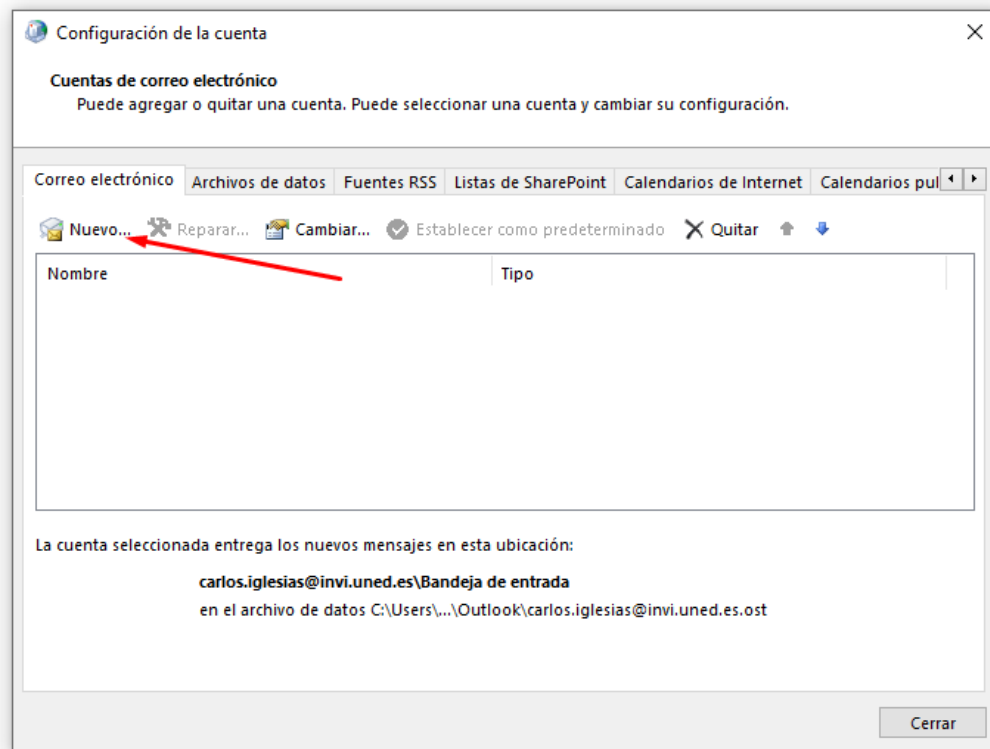 Configuración de la cuenta
Cuentas de correo electrónico
Puede agregar o quitar una cuenta. Puede seleccionar una cuenta y cambiar su configuración.
Correo electrónico Archivos de datos Fuentes RSS Listas de SharePoint Calendarios de Internet Calendarios pul
Nuevo... Reparar... Cambiar... Establecer como predeterminado Quitar
Nombre Tipo
La cuenta seleccionada entrega los nuevos mensajes en esta ubicación:
carlos.iglesias@invi.uned.es\Bandeja de entrada
en el archivo de datos C:\Users\...\Outlook\carlos.iglesias@invi.uned.es.ost
Cerrar